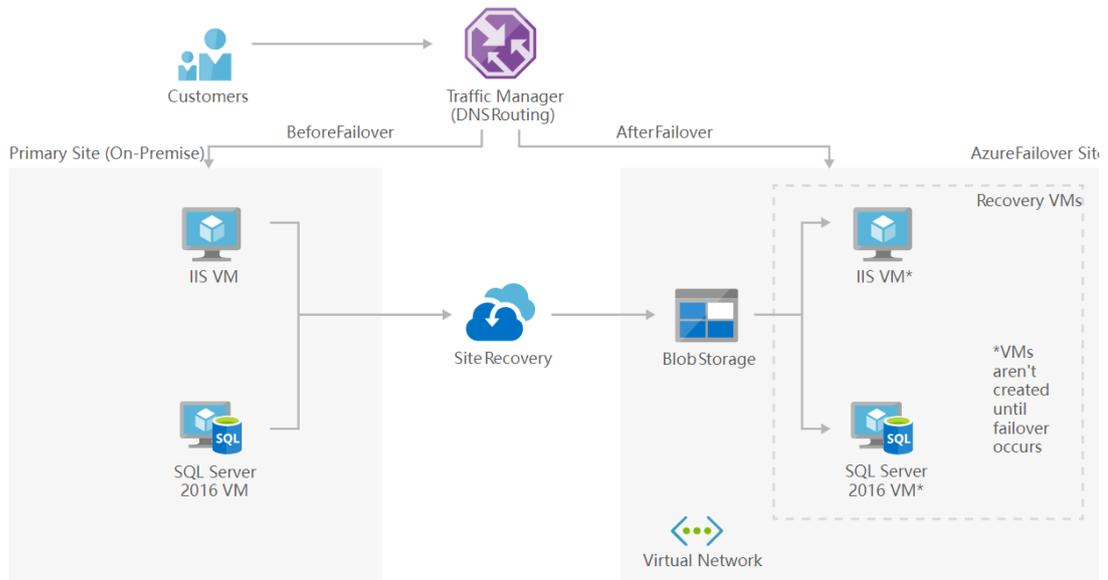 Customers
Traffic Manager
(DNS Routing)
BeforeFailover
AfterFailover
Primary Site (On-Premise)
AzureFailover Site
Recovery VMs
IIS VM
IIS VM*
Site Recovery
Blob Storage
*VMs
aren't
created
until
failover
occurs
SQL
SQL Server
2016 VM
SQL
SQL Server
2016 VM*
Virtual Network